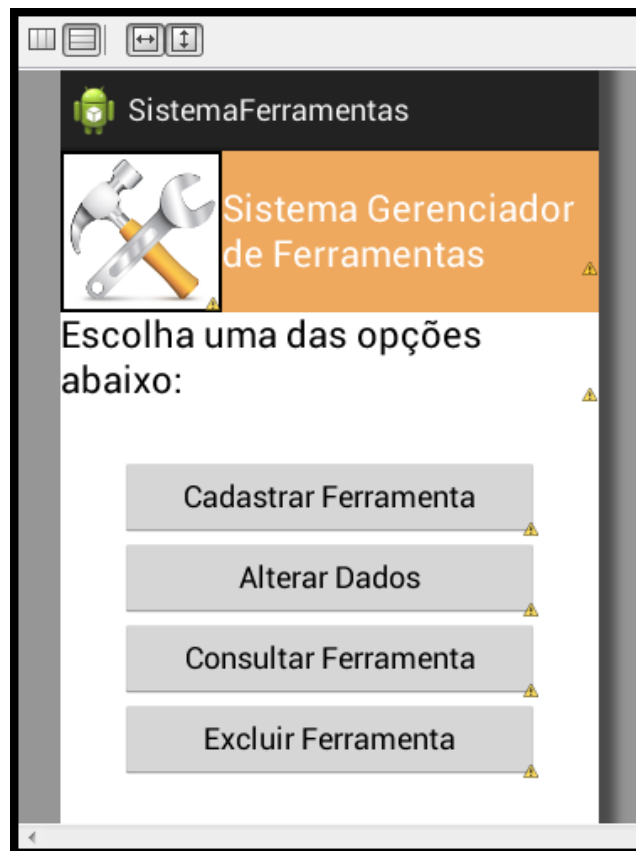 SistemaFerramentas
Sistema Gerenciador
de Ferramentas
Escolha uma das opções
abaixo:
Cadastrar Ferramenta
Alterar Dados
Consultar Ferramenta
Excluir Ferramenta